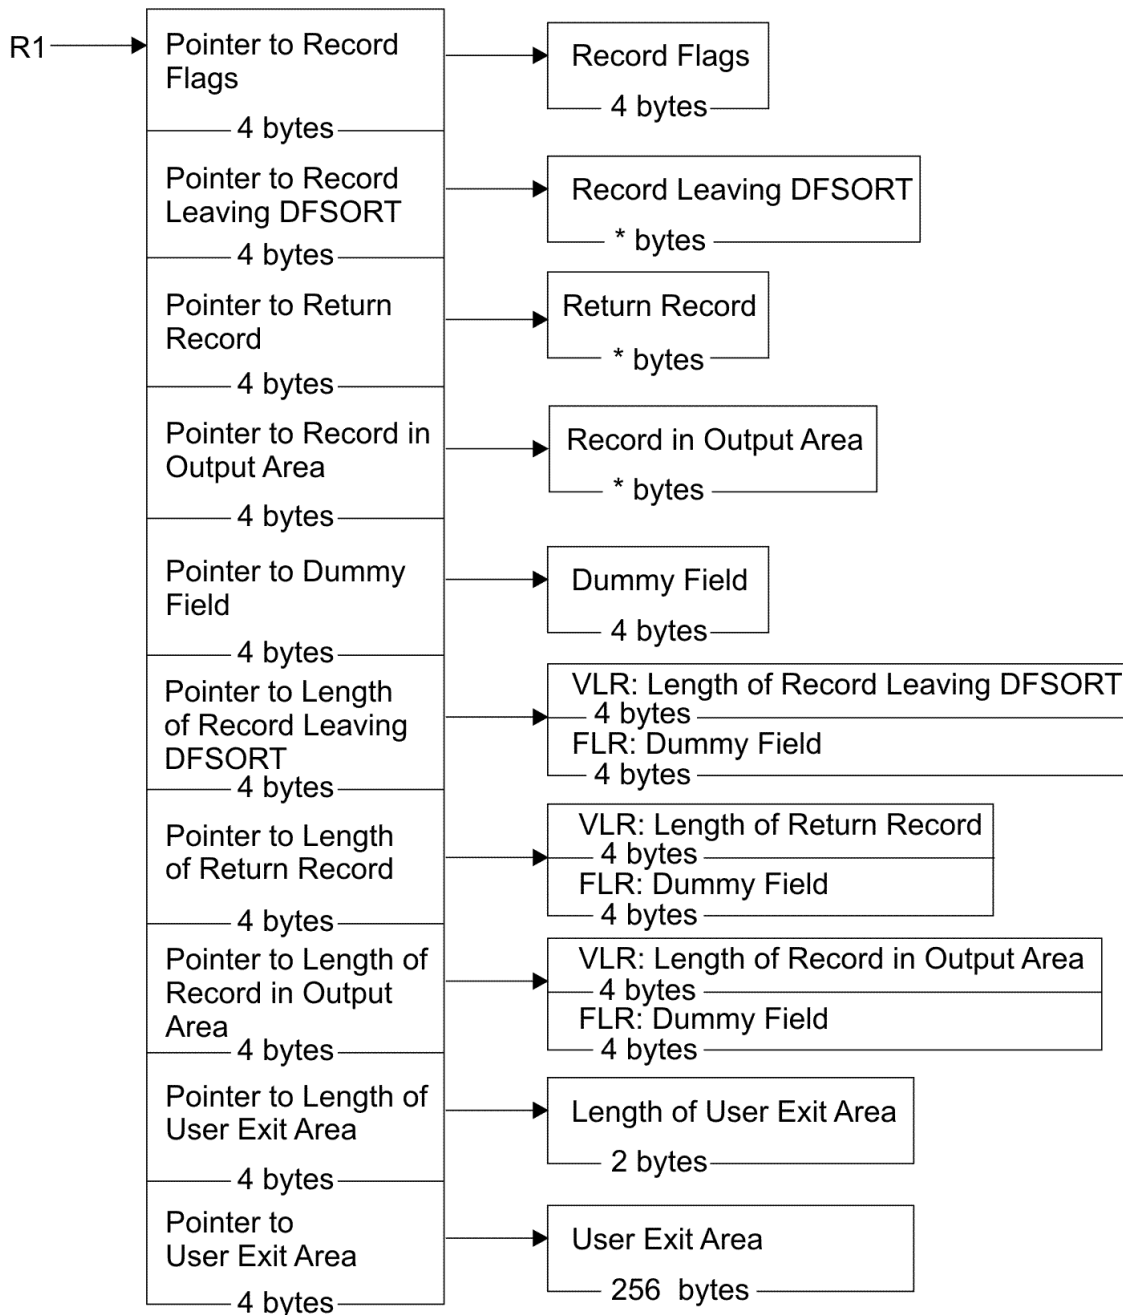 R1
Pointer to Record
Flags
4 bytes
Record Flags
4 bytes
Pointer to Record
Leaving DFSORT
4 bytes
Record Leaving DFSORT
* bytes
Pointer to Return
Record
4 bytes
Return Record
* bytes
Pointer to Record in
Output Area
4 bytes
Record in Output Area
* bytes
Pointer to Dummy
Field
4 bytes
Dummy Field
4 bytes
Pointer to Length
of Record Leaving
DFSORT
4 bytes
VLR: Length of Record Leaving DFSORT
4 bytes
FLR: Dummy Field
4 bytes
Pointer to Length
of Return Record
4 bytes
VLR: Length of Return Record
4 bytes
FLR: Dummy Field
4 bytes
Pointer to Length of
Record in Output
Area
4 bytes
VLR: Length of Record in Output Area
4 bytes
FLR: Dummy Field
4 bytes
Pointer to Length of
User Exit Area
4 bytes
Length of User Exit Area
2 bytes
Pointer to
User Exit Area
4 bytes
User Exit Area
256 bytes